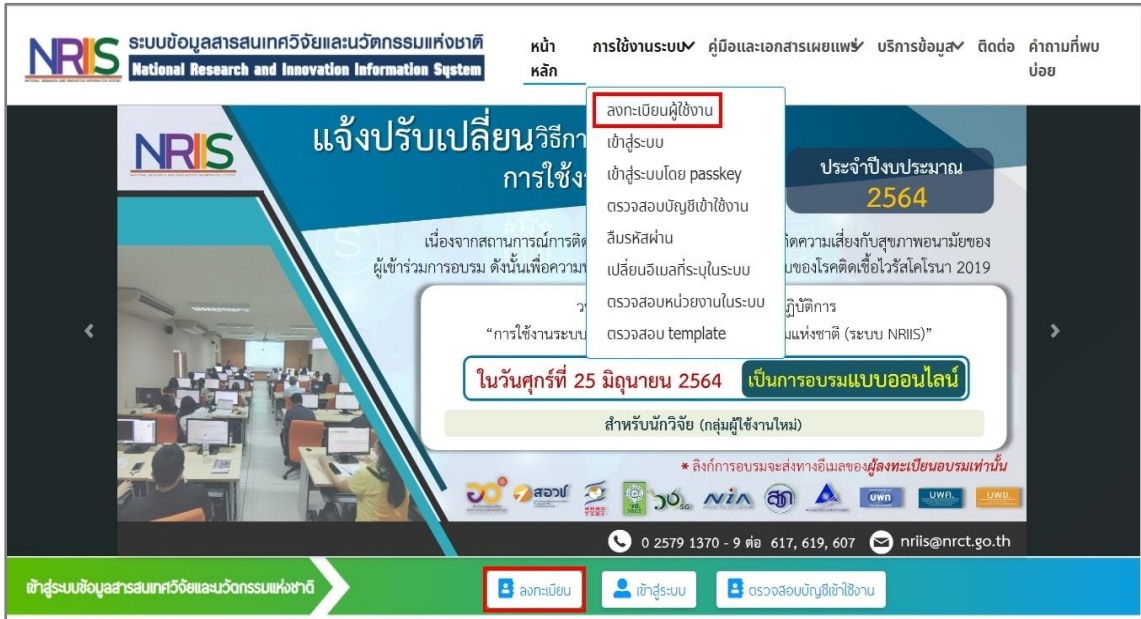 NRIIS
ระบบข้อมูลสารสนเทศวิจัยและนวัตกรรมแห่งชาติ
National Research and Innovation Information System
หน้า
หลัก
การใช้งานระบบ
คู่มือและเอกสารเผยแพร่
บริการข้อมูล
ติดต่อ
คำถามที่พบ
บ่อย
ลงทะเบียนผู้ใช้งาน
เข้าสู่ระบบ
เข้าสู่ระบบโดย passkey
ตรวจสอบบัญชีเข้าใช้งาน
ลืมรหัสผ่าน
เปลี่ยนอีเมลที่ระบุในระบบ
ตรวจสอบหน่วยงานในระบบ
ตรวจสอบ template
NRIIS
แจ้งปรับเปลี่ยนวิธีกา
การใช้ง
ประจำปีงบประมาณ
2564
เนื่องจากสถานการณ์การติด
กิดความเสี่ยงกับสุขภาพอนามัยของ
ผู้เข้าร่วมการอบรม ดังนั้นเพื่อความ
ของโรคติดเชื้อไวรัสโคโรนา 2019
ฏิบัติการ
“การใช้งานระบบ
มแห่งชาติ (ระบบ NRIIS)”
ในวันศุกร์ที่ 25 มิถุนายน 2564 เป็นการอบรมแบบออนไลน์
สำหรับนักวิจัย (กลุ่มผู้ใช้งานใหม่)
* ลิงก์การอบรมจะส่งทางอีเมลของผู้ลงทะเบียนอบรมเท่านั้น
สอวช
TSRI
วช.
NIA
สวก
บพท
บพค.
บพข.
0 2579 1370 - 9 ต่อ 617, 619, 607 nriis@nrct.go.th
เข้าสู่ระบบข้อมูลสารสนเทศวิจัยและนวัตกรรมแห่งชาติ
ลงทะเบียน
เข้าสู่ระบบ
ตรวจสอบบัญชีเข้าใช้งาน